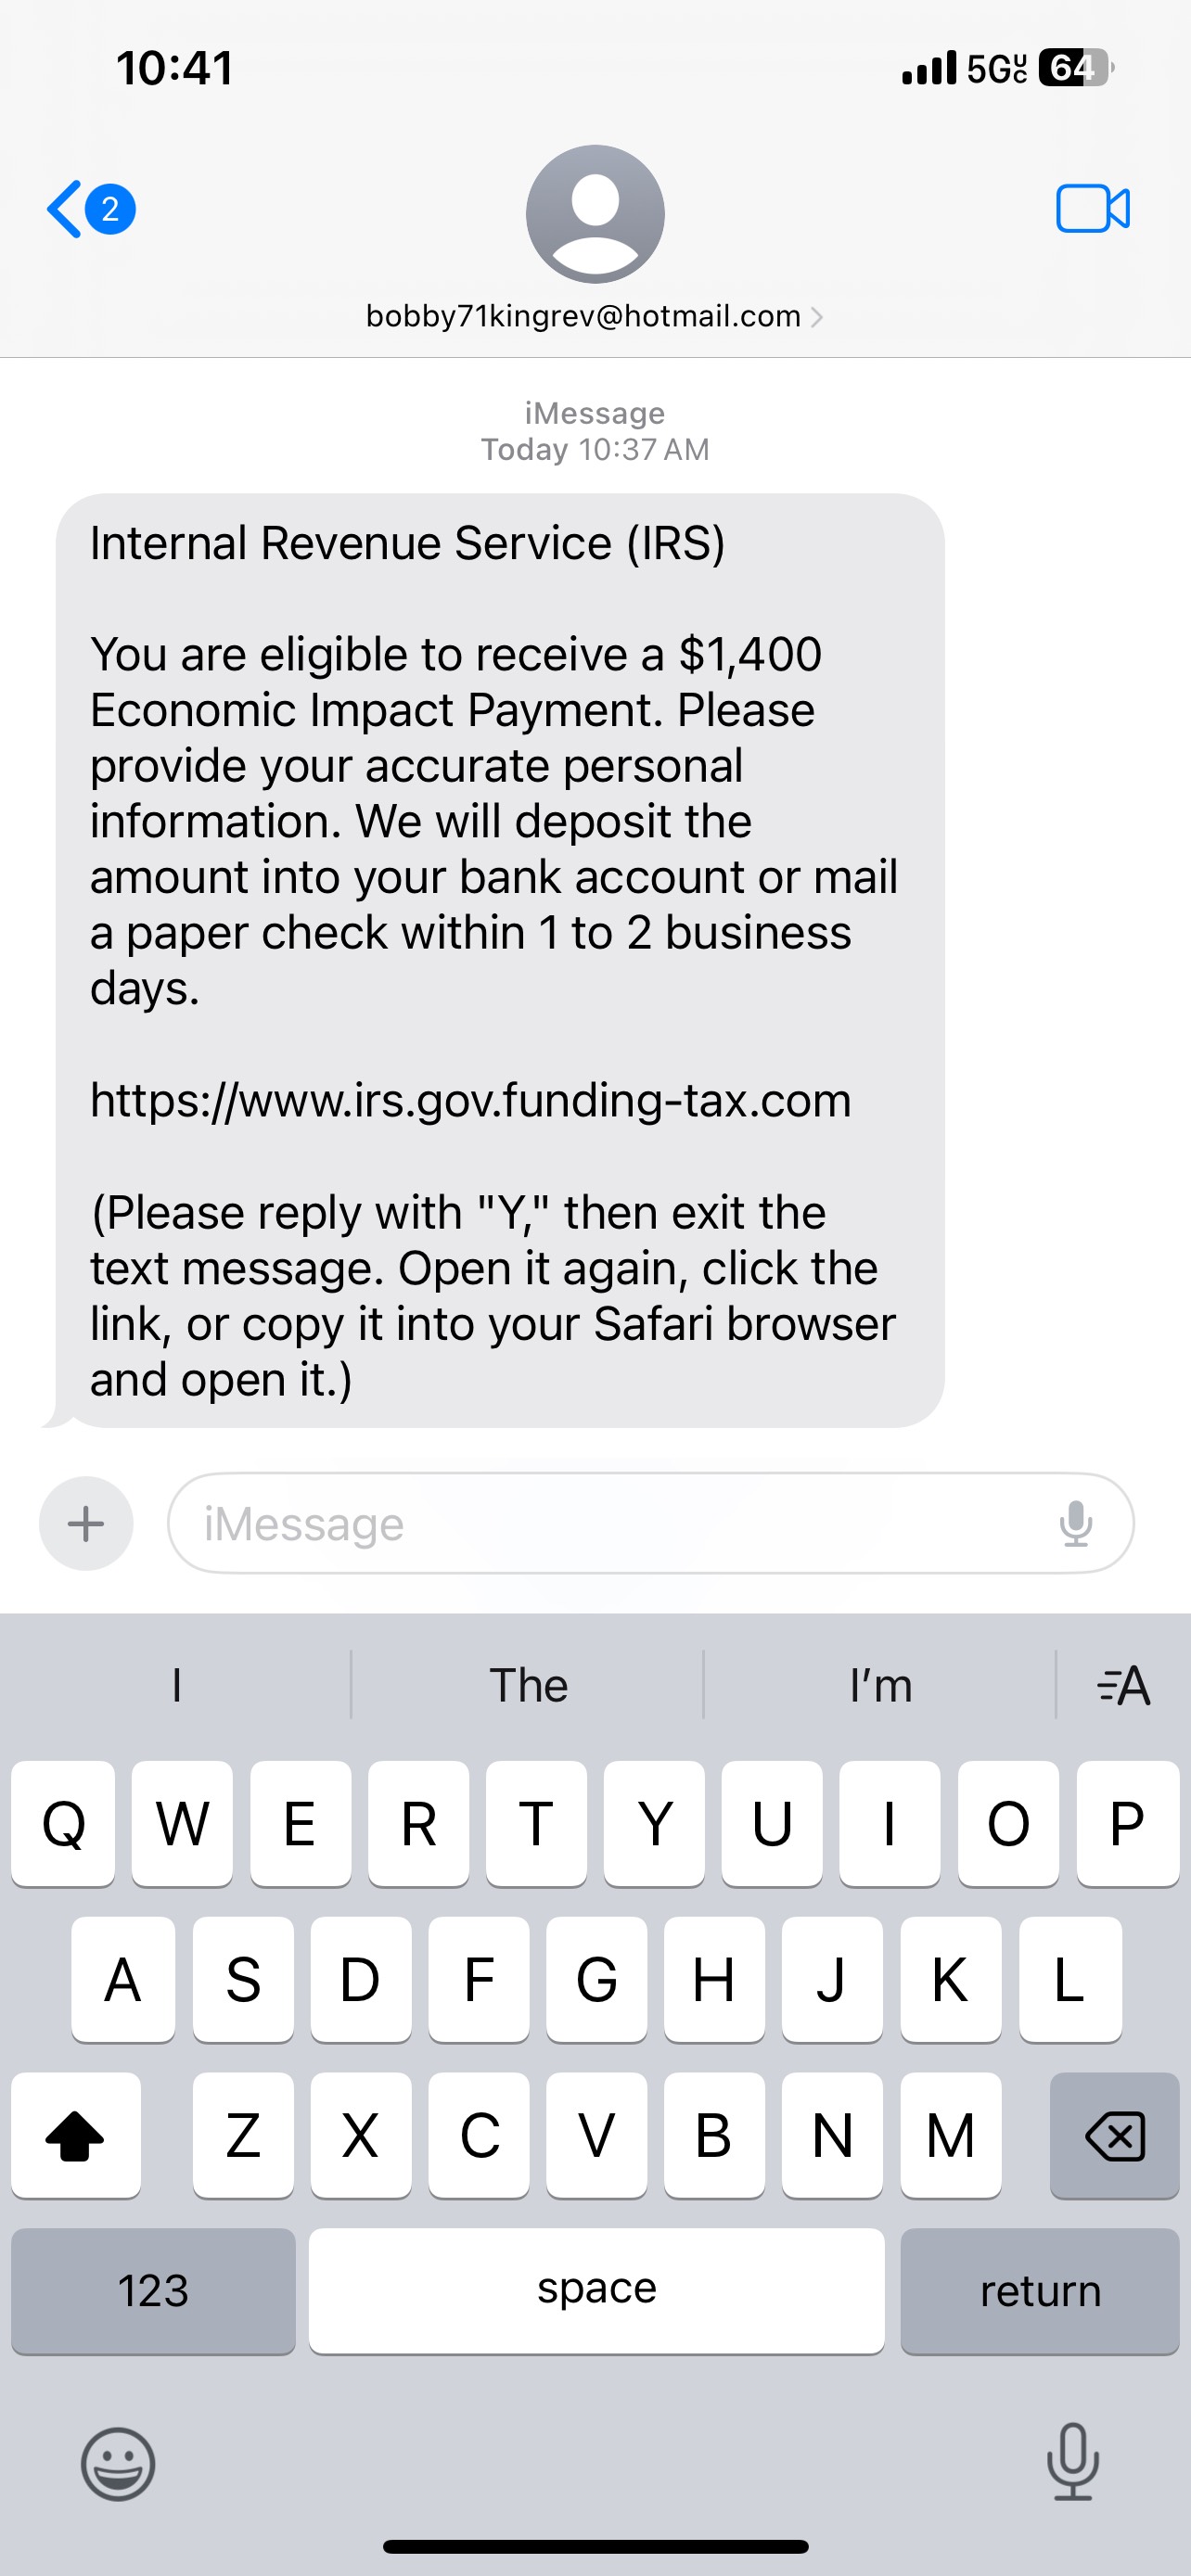 10:41
5GUC 64
2
bobby71kingrev@hotmail.com
iMessage
Today 10:37 AM
Internal Revenue Service (IRS)
You are eligible to receive a $1,400
Economic Impact Payment. Please
provide your accurate personal
information. We will deposit the
amount into your bank account or mail
a paper check within 1 to 2 business
days.
https://www.irs.gov.funding-tax.com
(Please reply with "Y," then exit the
text message. Open it again, click the
link, or copy it into your Safari browser
and open it.)
iMessage
I The I'm A
Q W E R T Y U I O P
A S D F G H J K L
Z X C V B N M
123 space return